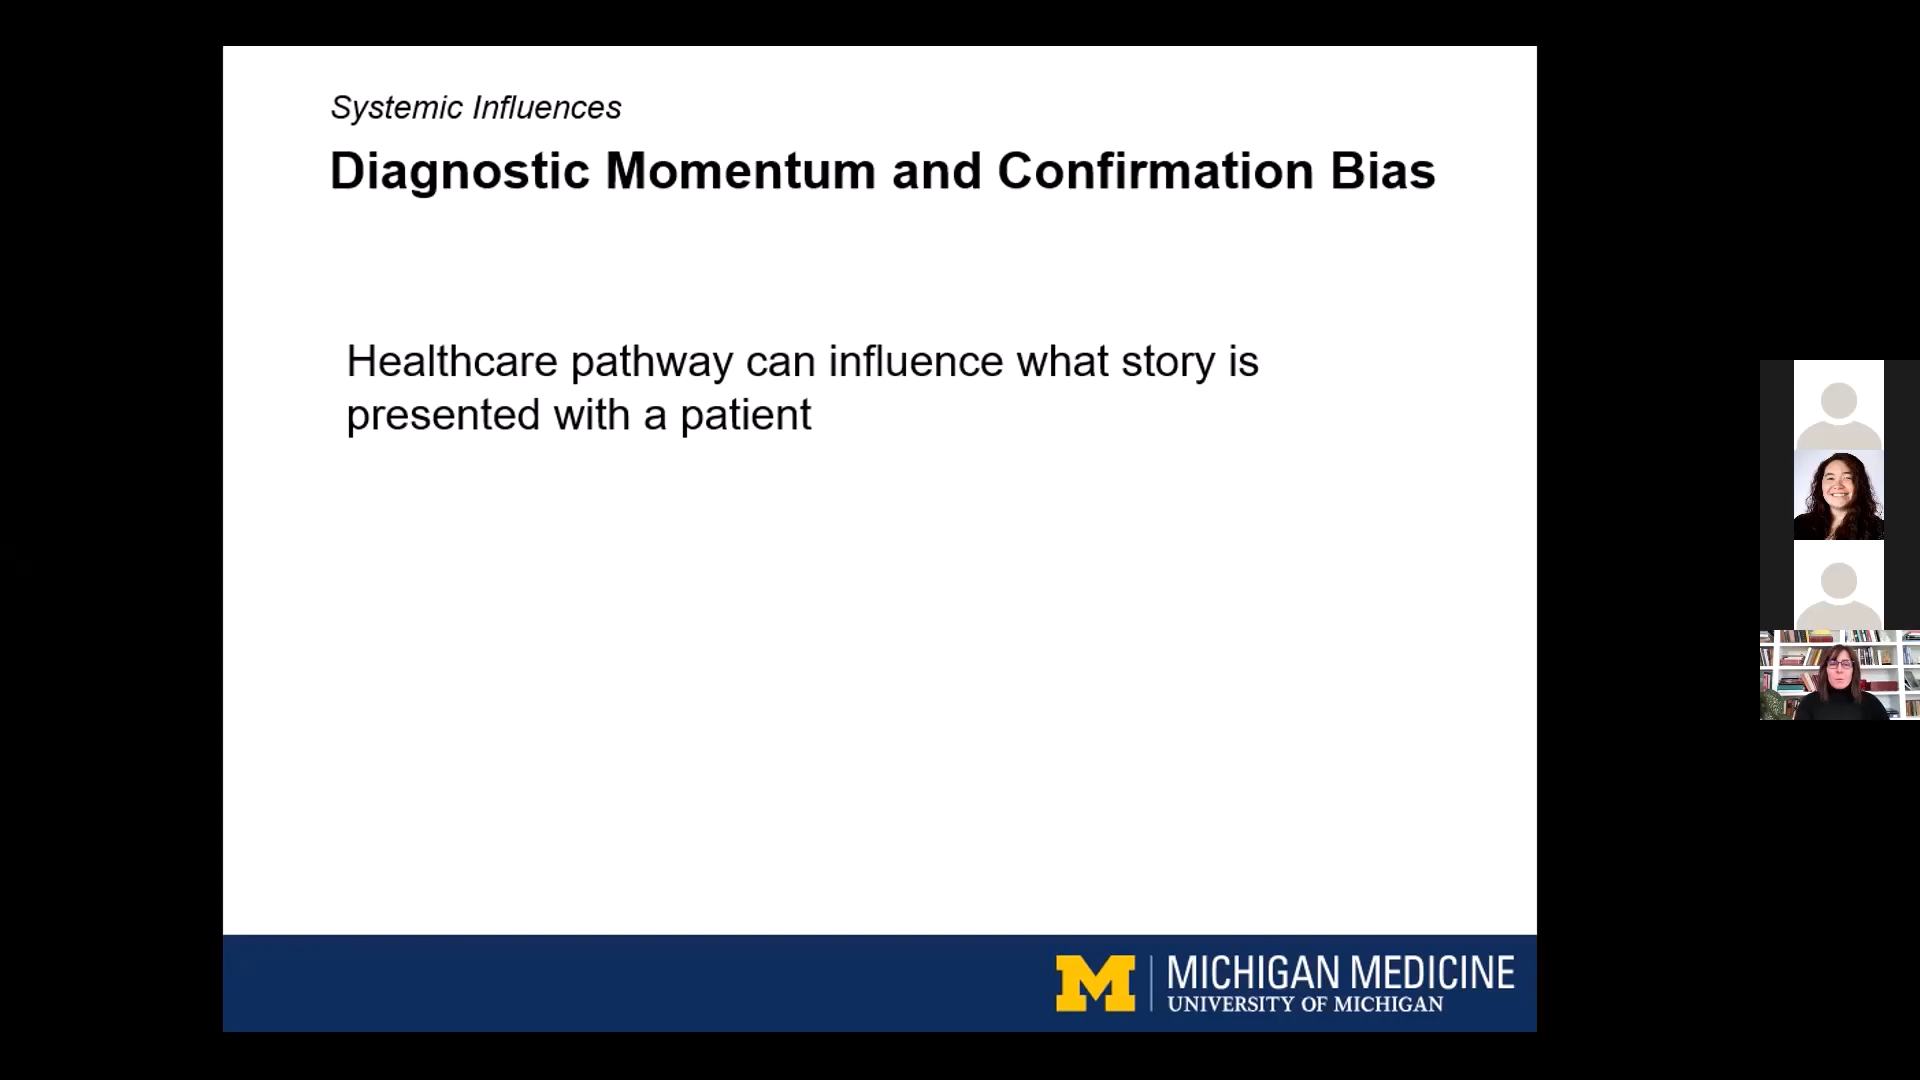 Systemic Influences
Diagnostic Momentum and Confirmation Bias
Healthcare pathway can influence what story is
presented with a patient
M
MICHIGAN MEDICINE
UNIVERSITY OF MICHIGAN